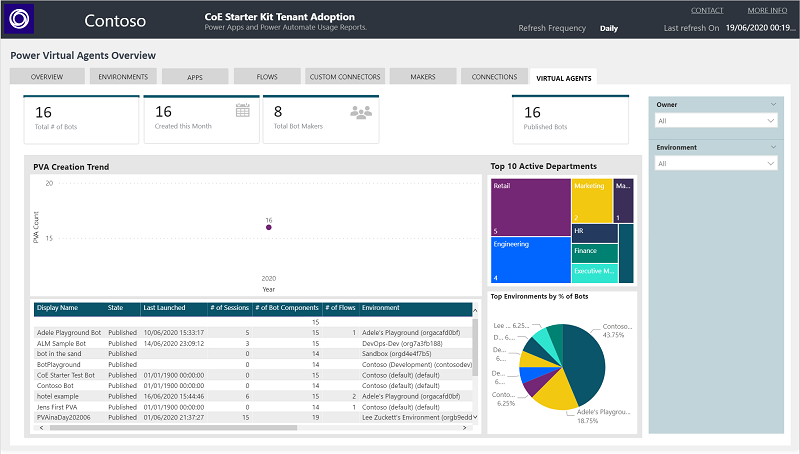 Contoso
CoE Starter Kit Tenant Adoption
Power Apps and Power Automate Usage Reports.
CONTACT MORE INFO
Refresh Frequency Daily Last refresh On 19/06/2020 00:19...
Power Virtual Agents Overview
OVERVIEW ENVIRONMENTS APPS FLOWS CUSTOM CONNECTORS MAKERS CONNECTIONS VIRTUAL AGENTS
16
Total # of Bots
16
Created this Month
8
Total Bot Makers
16
Published Bots
Owner
All
Environment
All
PVA Creation Trend
20
15
PVA Count
16
2020
Year
Top 10 Active Departments
Retail
5
Engineering
4
Marketing
2
Ma...
1
HR
Finance
Executive M...
Display Name State Last Launched # of Sessions # of Bot Components # of Flows Environment
15
Adele Playground Bot Published 10/06/2020 15:33:17 5 15 1 Adele's Playground (orgacafd0bf)
ALM Sample Bot Published 14/06/2020 23:09:12 3 15 DevOps-Dev (org7a3fb188)
bot in the sand Published 0 14 Sandbox (orgd4e4f7b5)
BotPlayground Published 0 14 Contoso (Development) (contosodev)
CoE Starter Test Bot Published 01/01/1900 00:00:00 0 14 Contoso (default) (default)
Contoso Bot Published 01/01/1900 00:00:00 0 14 Contoso (default) (default)
hotel example Published 16/06/2020 15:44:46 6 15 2 Adele's Playground (orgacafd0bf)
Jens First PVA Published 01/01/1900 00:00:00 0 14 1 Contoso (default) (default)
PVAinaDay202006 Published 01/06/2020 21:37:27 15 19 Lee Zuckett's Environment (orgb9edd
Top Environments by % of Bots
Lee ... 6.25...
D... 6....
De...
6....
De...
6....
Conto...
6.25%
Contoso...
43.75%
Adele's Playgrou...
18.75%